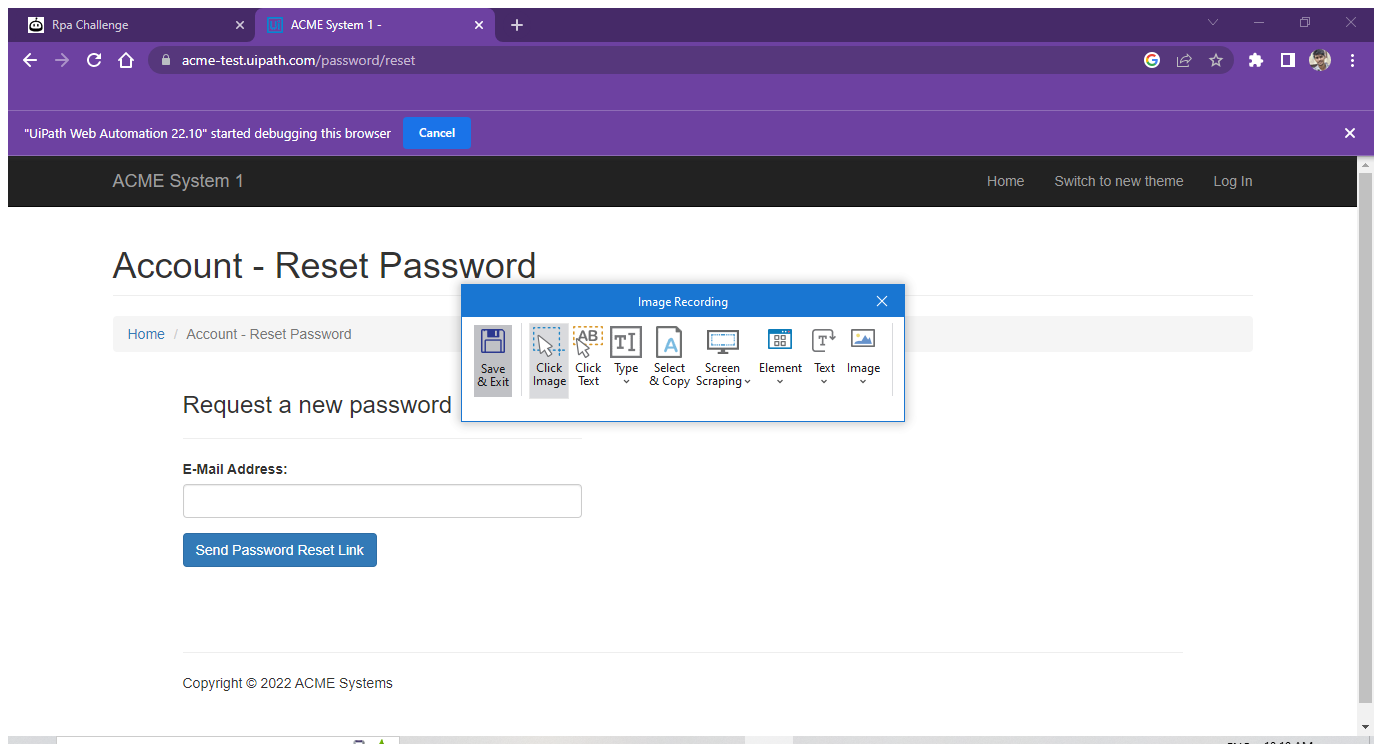 Rpa Challenge
ACME System 1 -
acme-test.uipath.com/password/reset
"UiPath Web Automation 22.10" started debugging this browser
Cancel
ACME System 1
Home
Switch to new theme
Log In
Account - Reset Password
Home / Account - Reset Password
Image Recording
Save
& Exit
Click
Image
AB
Click
Text
Type
Select
& Copy
Screen
Scraping
Element
Text
Image
Request a new password
E-Mail Address:
Send Password Reset Link
Copyright © 2022 ACME Systems